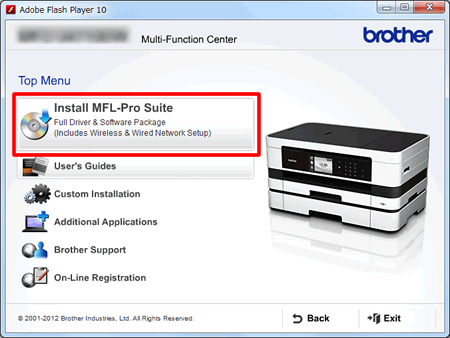 Adobe Flash Player 10
Multi-Function Center
brother
Top Menu
Install MFL-Pro Suite
Full Driver & Software Package
(Includes Wireless & Wired Network Setup)
User's Guides
Custom Installation
Additional Applications
Brother Support
On-Line Registration
© 2001-2012 Brother Industries, Ltd. All Rights Reserved.
Back
Exit